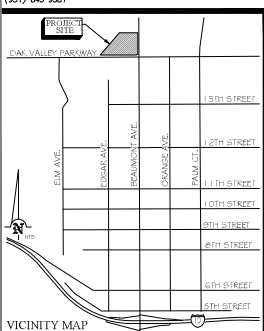 (951) 845-9581
PROJECT
SITE
OAK VALLEY PARKWAY
13TH STREET
12TH STREET
ELM AVE.
EDGAR AVE.
BEAUMONT AVE.
ORANGE AVE.
PALM CT.
11TH STREET
10TH STREET
9TH STREET
N
NTS
8TH STREET
6TH STREET
5TH STREET
10
VICINITY MAP